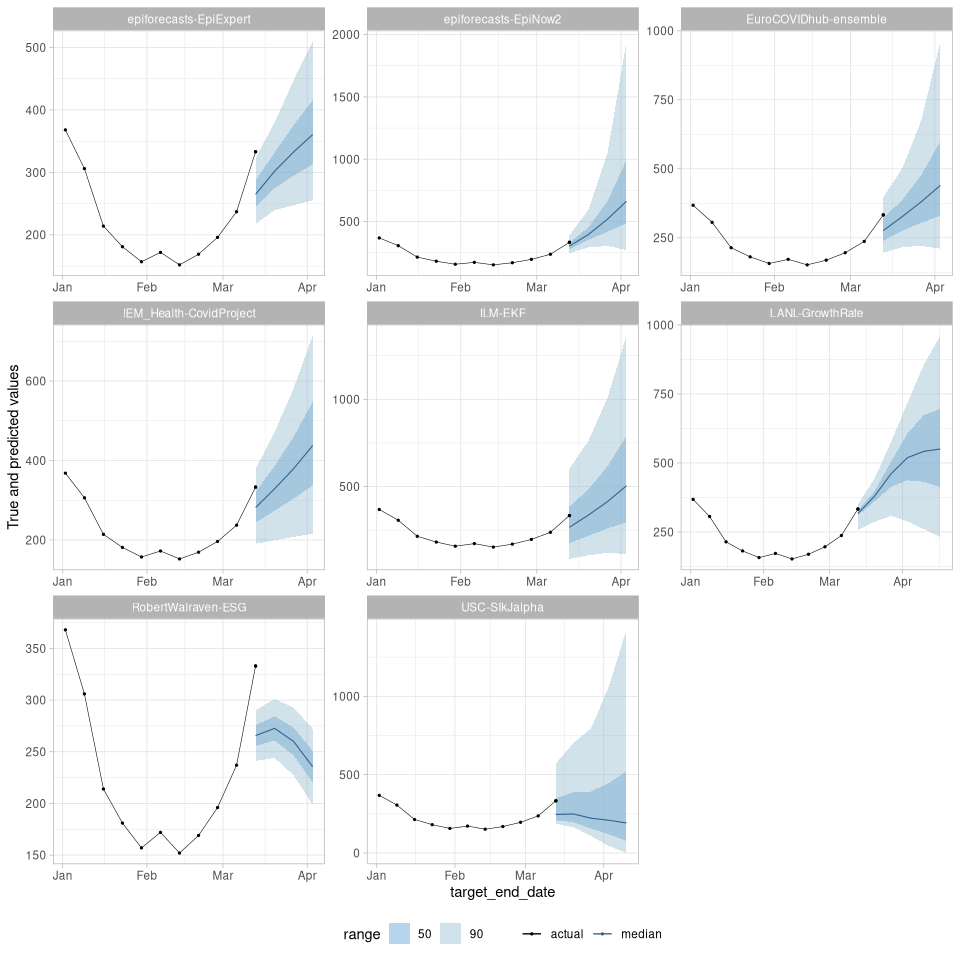 epiforecasts-EpiExpert
epiforecasts-EpiNow2
EuroCOVIDhub-ensemble
500
400
300
200
Jan Feb Mar Apr
2000
1500
1000
500
Jan Feb Mar Apr
1000
750
500
250
Jan Feb Mar Apr
IEM_Health-CovidProject
ILM-EKF
LANL-GrowthRate
True and predicted values
600
400
200
Jan Feb Mar Apr
1000
500
Jan Feb Mar Apr
1000
750
500
250
Jan Feb Mar Apr
RobertWalraven-ESG
USC-SIkJalpha
350
300
250
200
150
Jan Feb Mar Apr
1000
500
0
Jan Feb Mar Apr
target_end_date
range 50 90 actual median